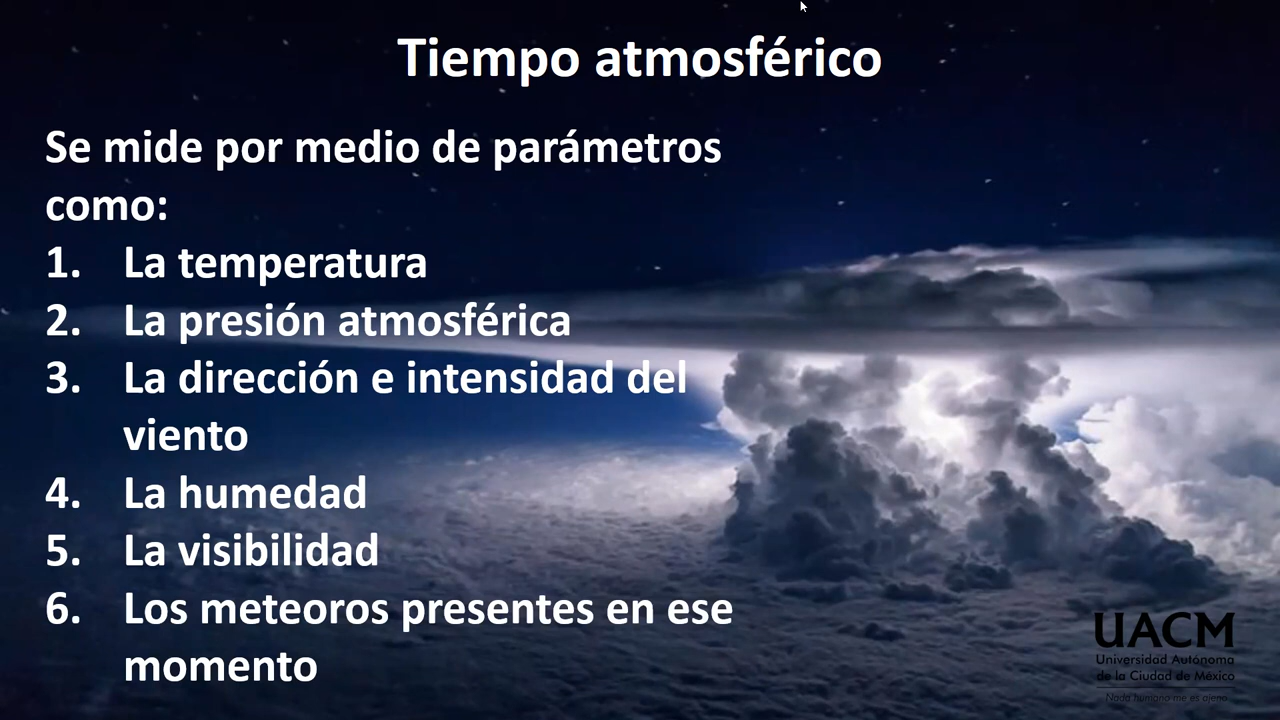 Tiempo atmosférico
Se mide por medio de parámetros
como:
1. La temperatura
2. La presión atmosférica
3. La dirección e intensidad del
viento
4. La humedad
5. La visibilidad
6. Los meteoros presentes en ese
momento
UACM
Universidad Autónoma
de la Ciudad de México
Nada humano me es ajeno